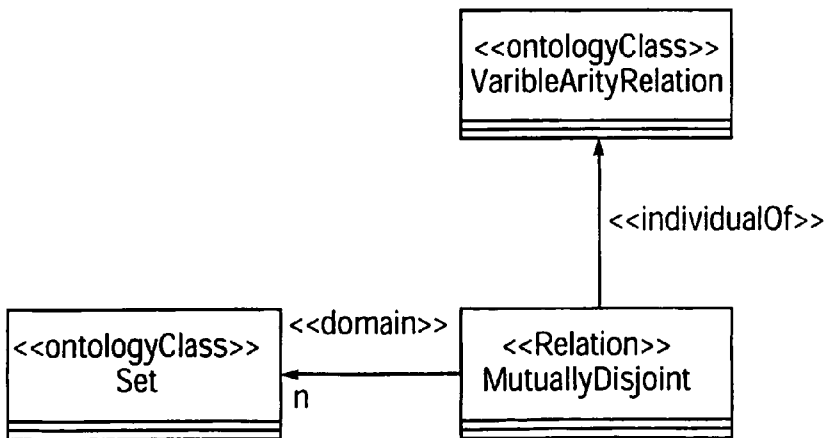 <<ontologyClass>>
VaribleArityRelation
<<individualOf>>
<<ontologyClass>>
Set
<<domain>>
n
<<Relation>>
MutuallyDisjoint